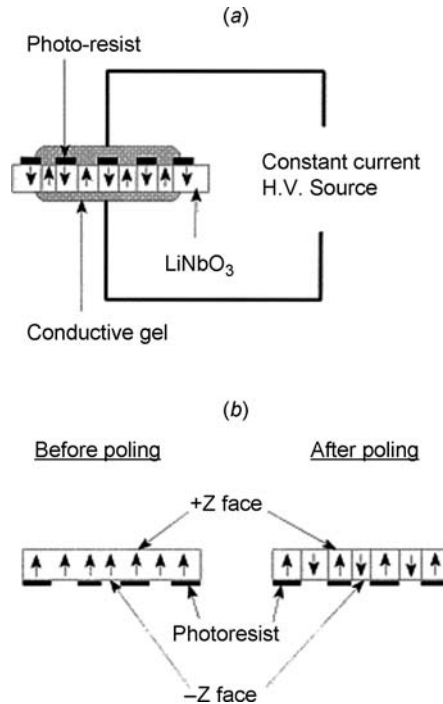 (a)
Photo-resist
Constant current
H.V. Source
LiNbO3
Conductive gel
(b)
Before poling
After poling
+Z face
Photoresist
–Z face